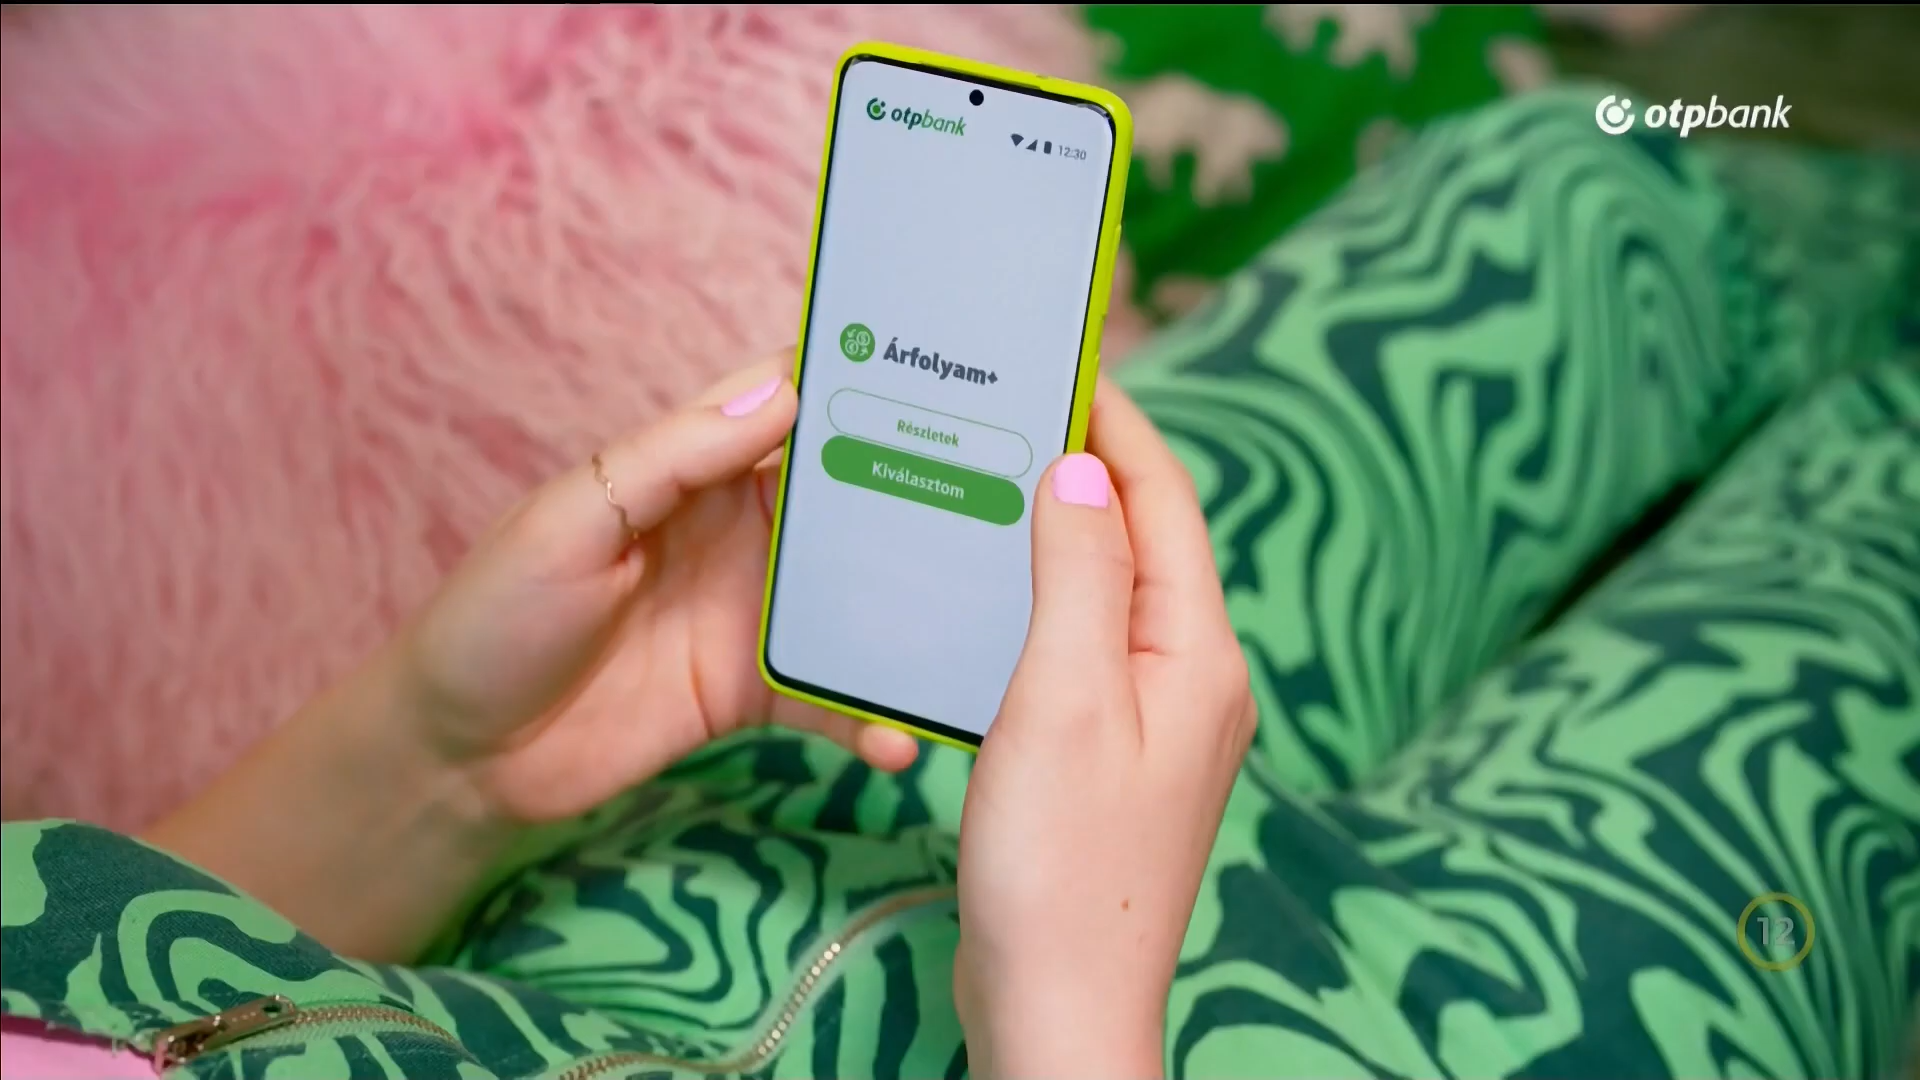 otpbank
12:30
otpbank
Árfolyam+
Részletek
Kiválasztom
12